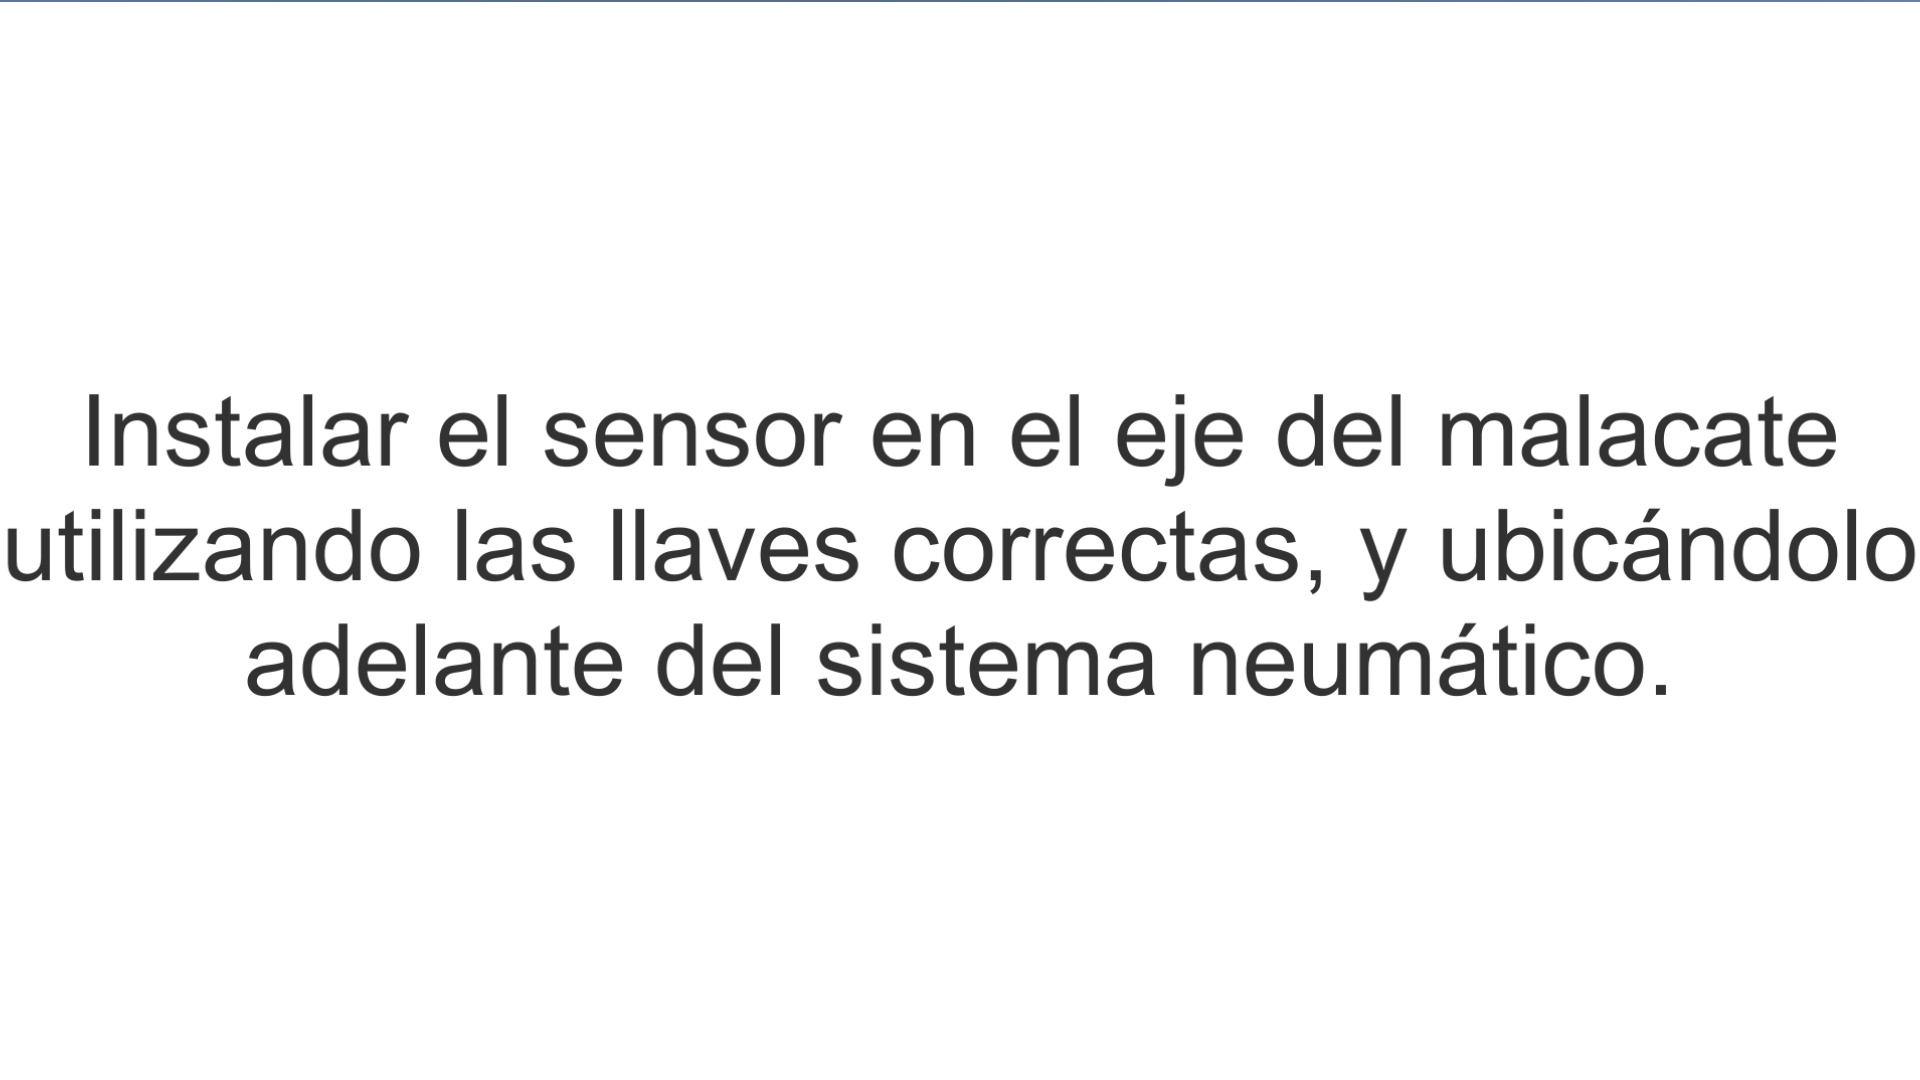 Instalar el sensor en el eje del malacate
utilizando las llaves correctas, y ubicándolo
adelante del sistema neumático.